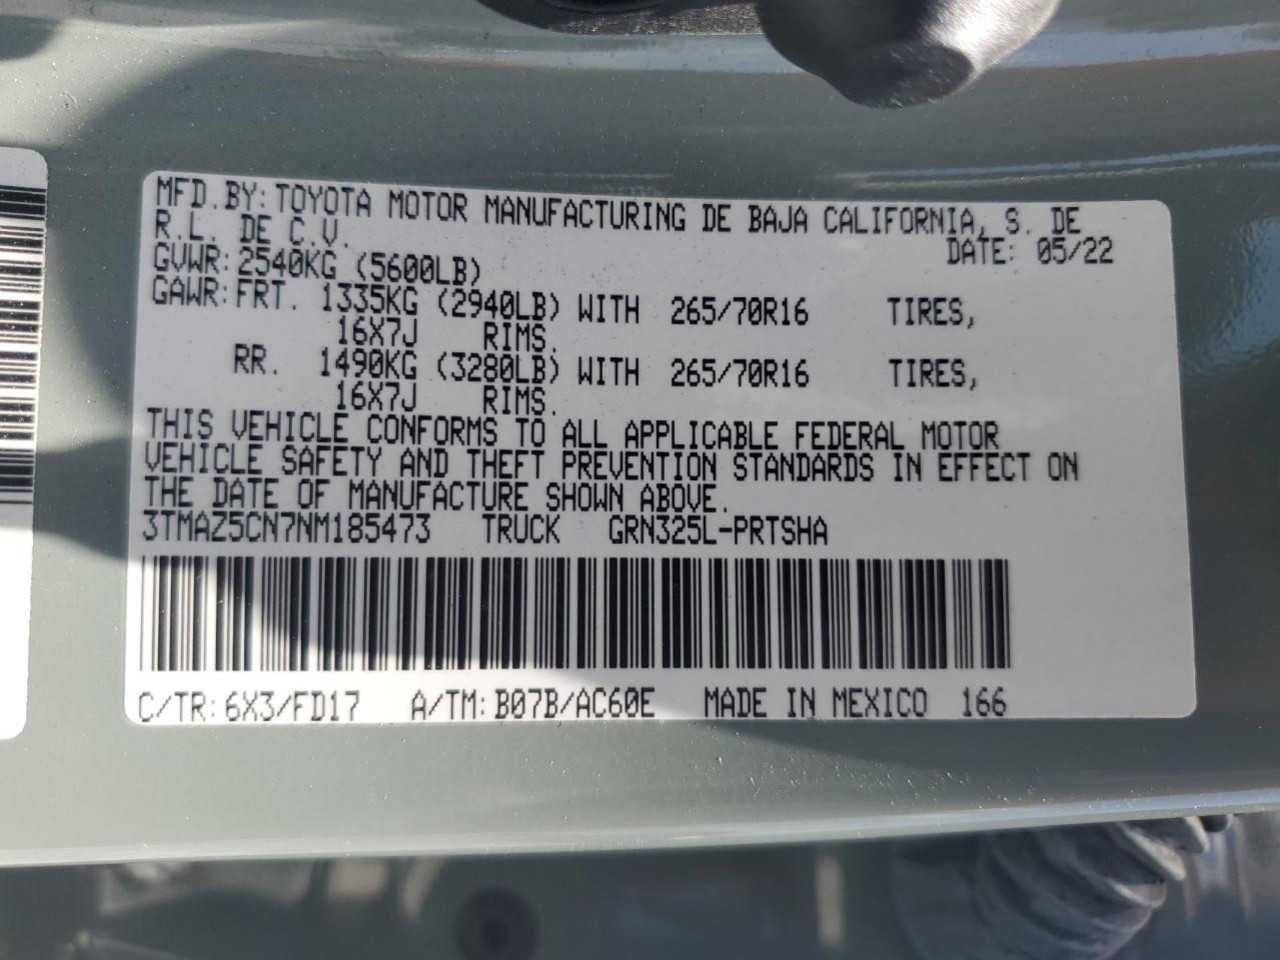 MFD. BY: TOYOTA MOTOR MANUFACTURING DE BAJA CALIFORNIA, S. DE
R.L. DE C.V.
DATE: 05/22
GVWR: 2540KG (5600LB)
GAWR: FRT. 1335KG (2940LB) WITH 265/70R16 TIRES,
16X7J RIMS.
RR. 1490KG (3280LB) WITH 265/70R16 TIRES,
16X7J RIMS.
THIS VEHICLE CONFORMS TO ALL APPLICABLE FEDERAL MOTOR
VEHICLE SAFETY AND THEFT PREVENTION STANDARDS IN EFFECT ON
THE DATE OF MANUFACTURE SHOWN ABOVE.
3TMAZ5CN7NM185473 TRUCK GRN325L-PRTSHA
C/TR: 6X3/FD17 A/TM: B07B/AC60E MADE IN MEXICO 166